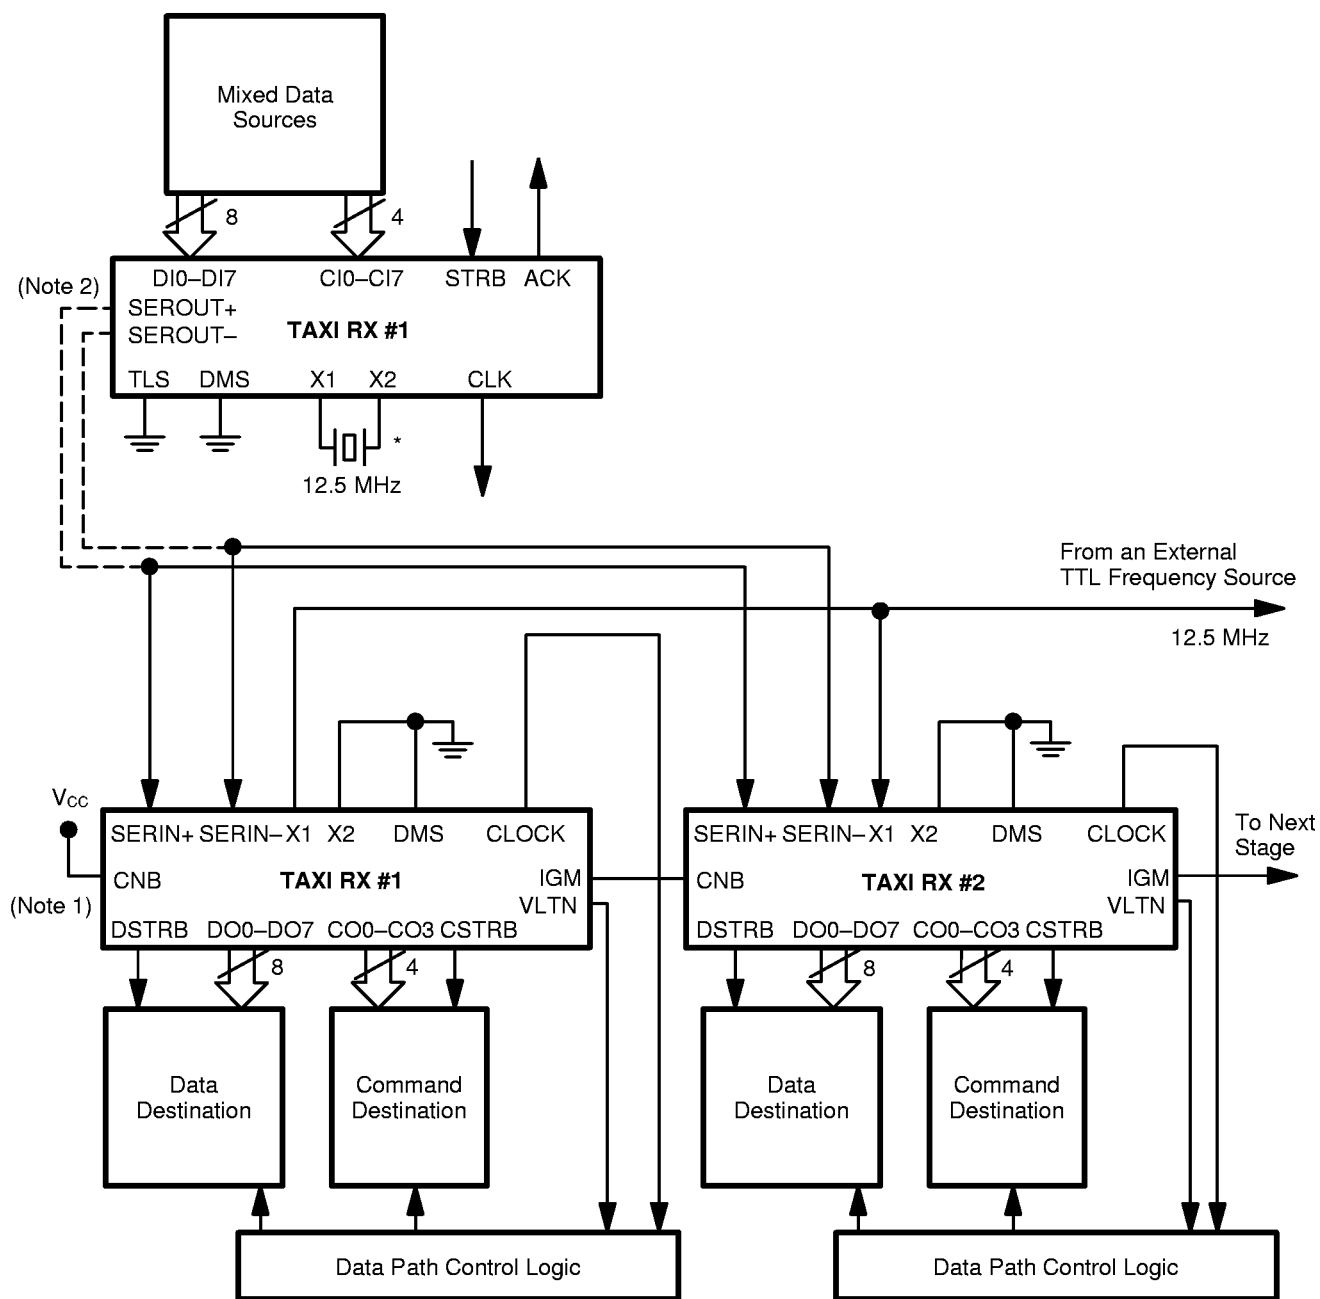 Mixed Data
Sources
8
4
(Note 2)
DI0–DI7
CI0–CI7
STRB
ACK
SEROUT+
SEROUT–
TAXI RX #1
TLS
DMS
X1
X2
CLK
*
12.5 MHz
From an External
TTL Frequency Source
12.5 MHz
VCC
SERIN+
SERIN–
X1
X2
DMS
CLOCK
CNB
TAXI RX #1
IGM
(Note 1)
VLTN
DSTRB
DO0–DO7
CO0–CO3
CSTRB
8
4
Data
Destination
Command
Destination
Data Path Control Logic
SERIN+
SERIN–
X1
X2
DMS
CLOCK
To Next
Stage
CNB
TAXI RX #2
IGM
VLTN
DSTRB
DO0–DO7
CO0–CO3
CSTRB
8
4
Data
Destination
Command
Destination
Data Path Control Logic